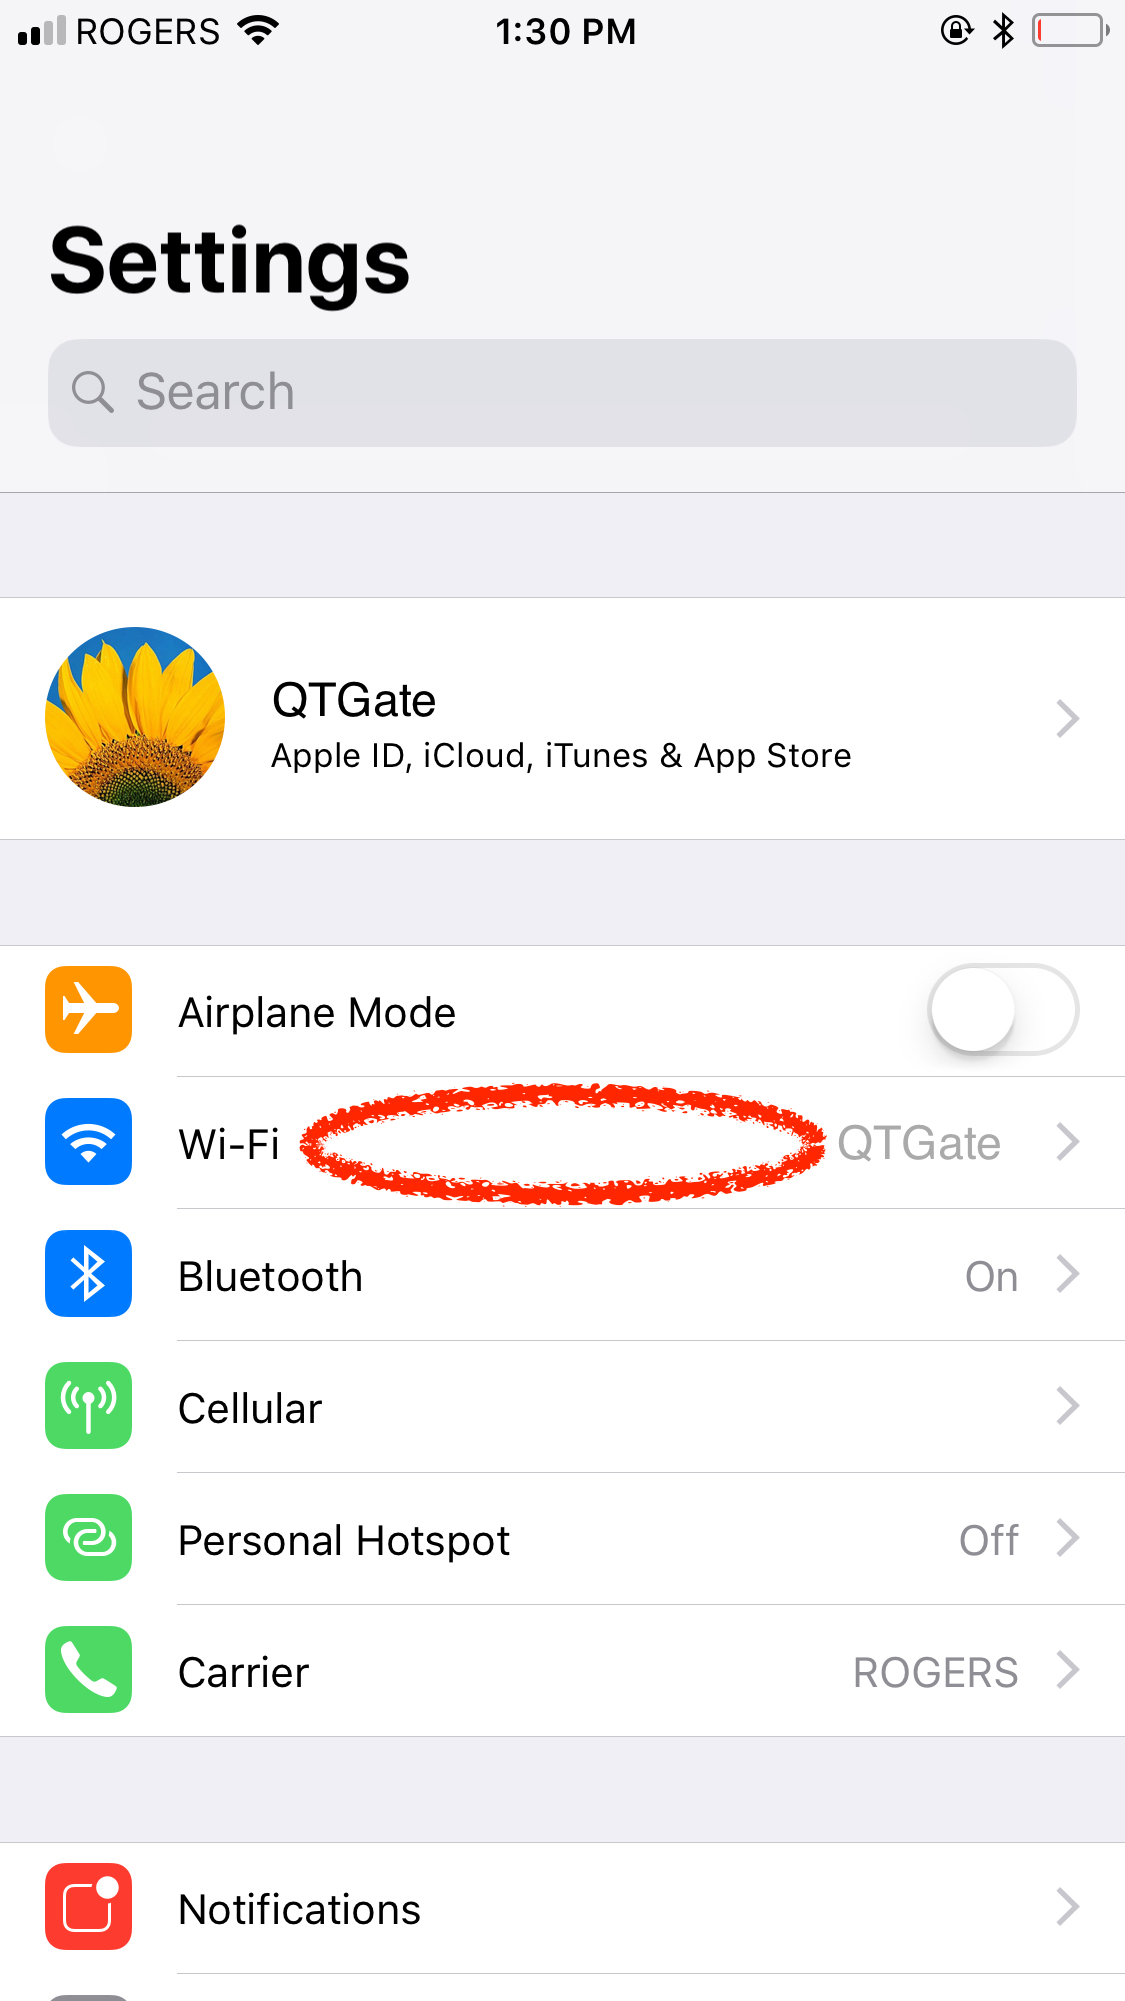 ROGERS 1:30 PM
Settings
Search
QTGate
Apple ID, iCloud, iTunes & App Store
Airplane Mode
Wi-Fi QTGate
Bluetooth On
Cellular
Personal Hotspot Off
Carrier ROGERS
Notifications